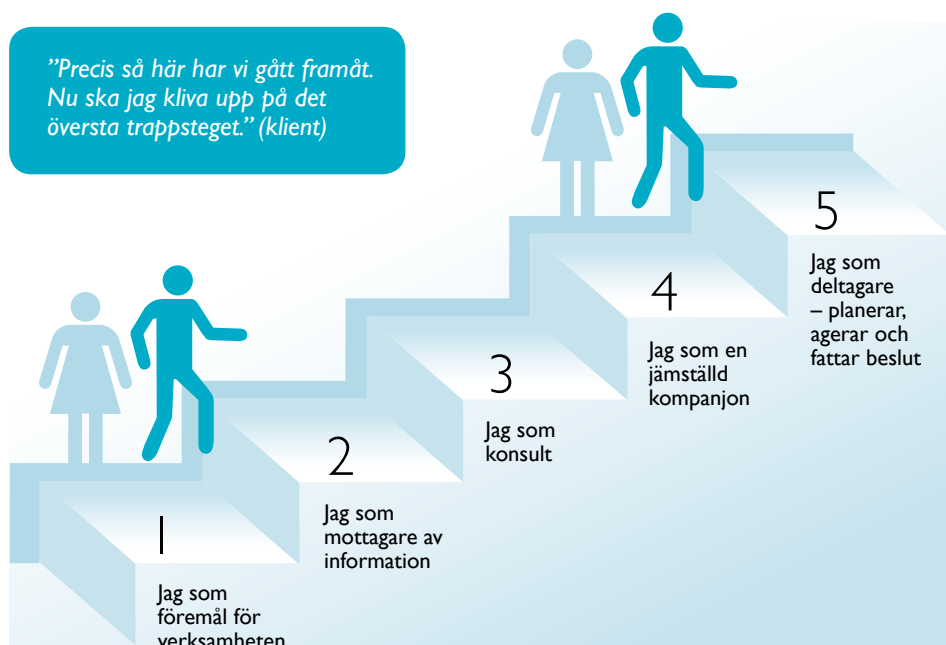 ”Precis så här har vi gått framåt.
Nu ska jag kliva upp på det
översta trappsteget.” (klient)
5
Jag som
deltagare
– planerar,
agerar och
fattar beslut
4
Jag som en
jämställd
kompanjon
3
Jag som
konsult
2
Jag som
mottagare av
information
1
Jag som
föremål för
verksamheten